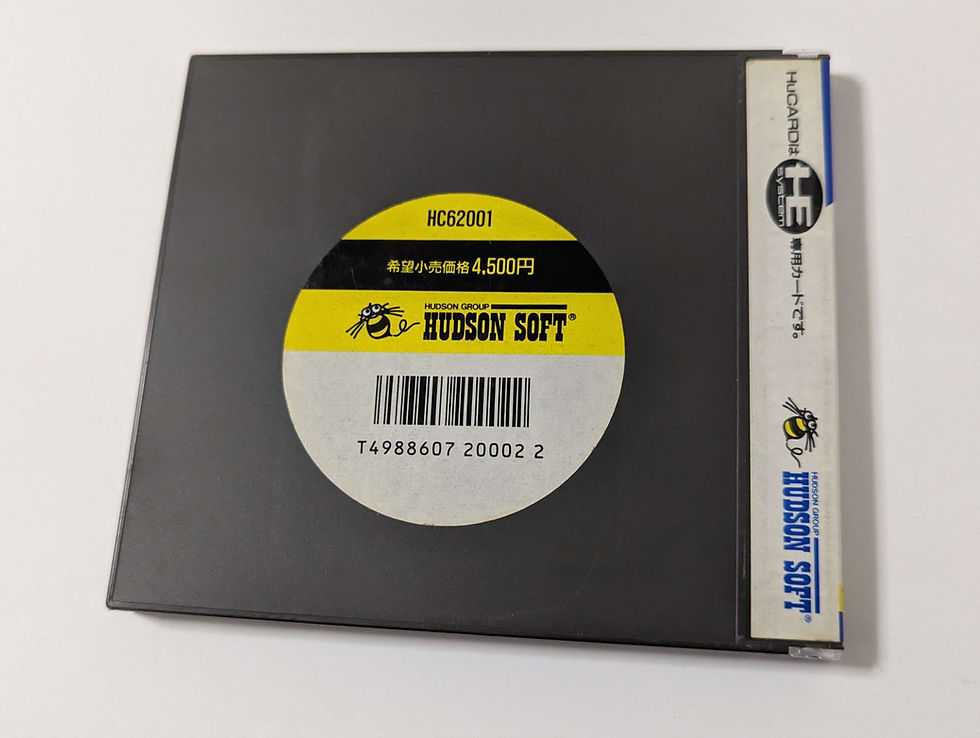 HC62001
希望小売価格 4,500円
HUDSON GROUP
HUDSON SOFT®
T4988607 20002 2
HuCARDは
HE
system
専用カードです。
HUDSON GROUP
HUDSON SOFT®